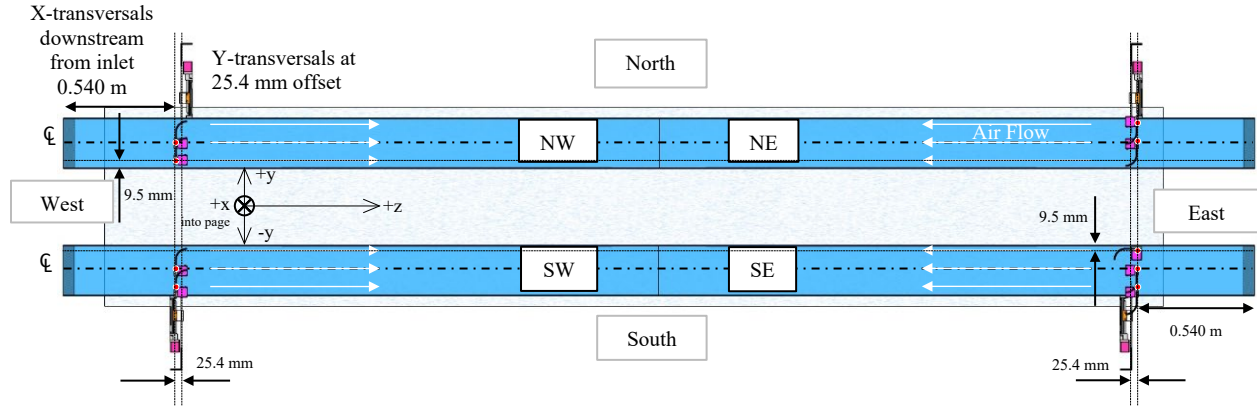 X-transversals
downstream
from inlet
0.540 m
Y-transversals at
25.4 mm offset
North
℄
NW
NE
Air Flow
West
9.5 mm
+y
+x
into page
+z
-y
9.5 mm
East
℄
SW
SE
South
0.540 m
25.4 mm
25.4 mm